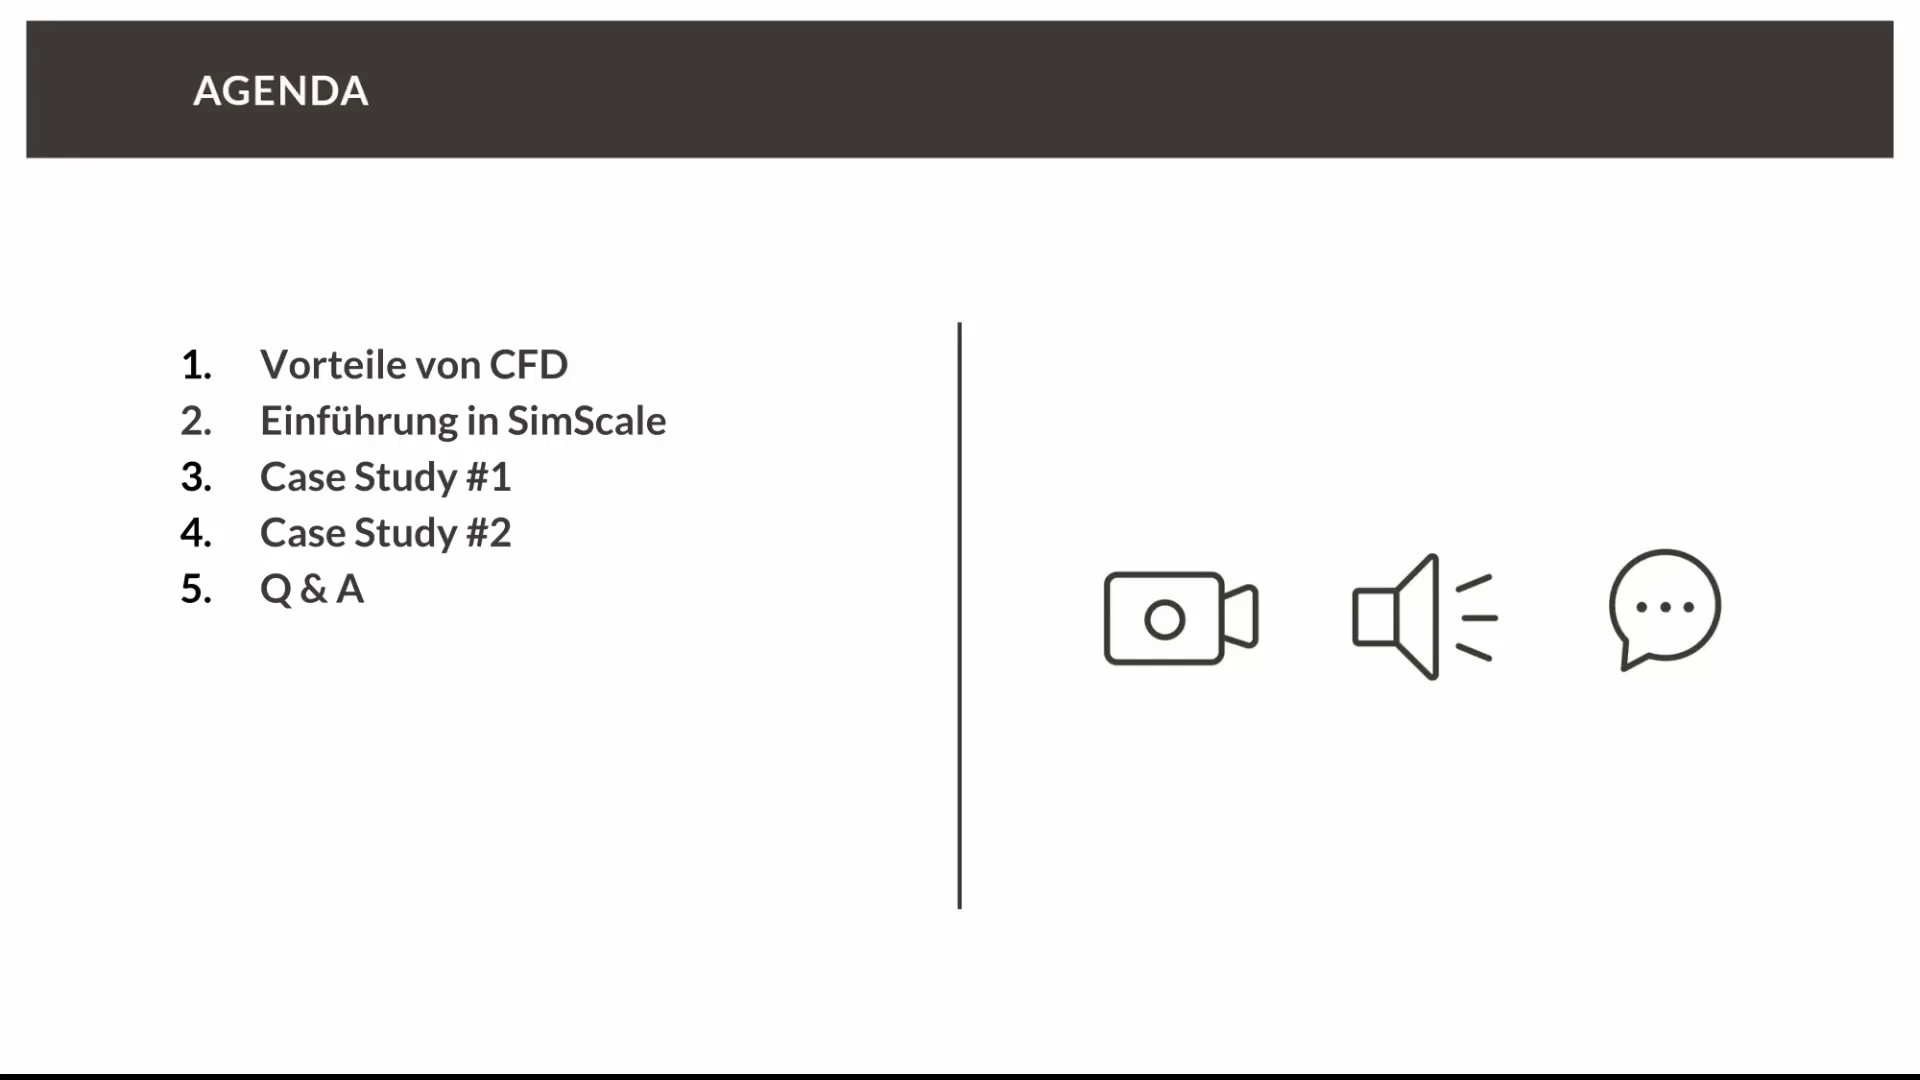 AGENDA
1. Vorteile von CFD
2. Einführung in SimScale
3. Case Study #1
4. Case Study #2
5. Q & A